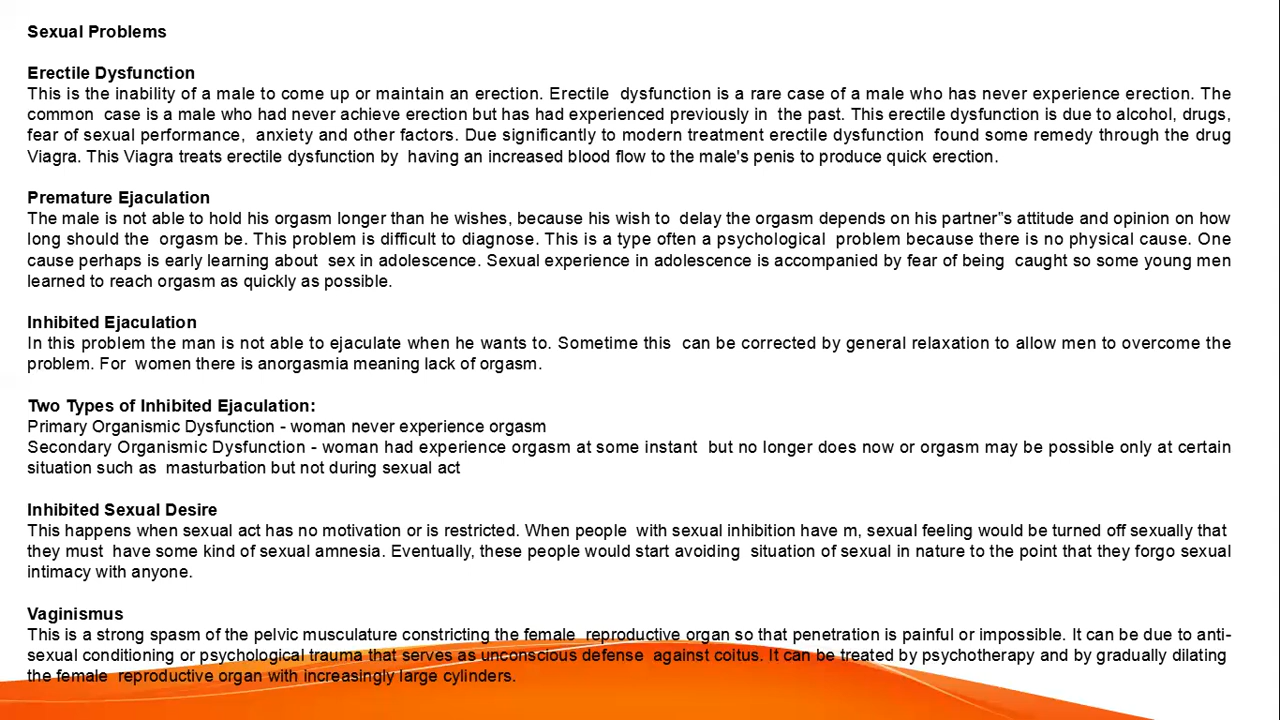 Sexual Problems
Erectile Dysfunction
This is the inability of a male to come up or maintain an erection. Erectile dysfunction is a rare case of a male who has never experience erection. The
common case is a male who had never achieve erection but has had experienced previously in the past. This erectile dysfunction is due to alcohol, drugs,
fear of sexual performance, anxiety and other factors. Due significantly to modern treatment erectile dysfunction found some remedy through the drug
Viagra. This Viagra treats erectile dysfunction by having an increased blood flow to the male's penis to produce quick erection.
Premature Ejaculation
The male is not able to hold his orgasm longer than he wishes, because his wish to delay the orgasm depends on his partner"s attitude and opinion on how
long should the orgasm be. This problem is difficult to diagnose. This is a type often a psychological problem because there is no physical cause. One
cause perhaps is early learning about sex in adolescence. Sexual experience in adolescence is accompanied by fear of being caught so some young men
learned to reach orgasm as quickly as possible.
Inhibited Ejaculation
In this problem the man is not able to ejaculate when he wants to. Sometime this can be corrected by general relaxation to allow men to overcome the
problem. For women there is anorgasmia meaning lack of orgasm.
Two Types of Inhibited Ejaculation:
Primary Organismic Dysfunction - woman never experience orgasm
Secondary Organismic Dysfunction - woman had experience orgasm at some instant but no longer does now or orgasm may be possible only at certain
situation such as masturbation but not during sexual act
Inhibited Sexual Desire
This happens when sexual act has no motivation or is restricted. When people with sexual inhibition have m, sexual feeling would be turned off sexually that
they must have some kind of sexual amnesia. Eventually, these people would start avoiding situation of sexual in nature to the point that they forgo sexual
intimacy with anyone.
Vaginismus
This is a strong spasm of the pelvic musculature constricting the female reproductive organ so that penetration is painful or impossible. It can be due to anti-
sexual conditioning or psychological trauma that serves as unconscious defense against coitus. It can be treated by psychotherapy and by gradually dilating
the female reproductive organ with increasingly large cylinders.